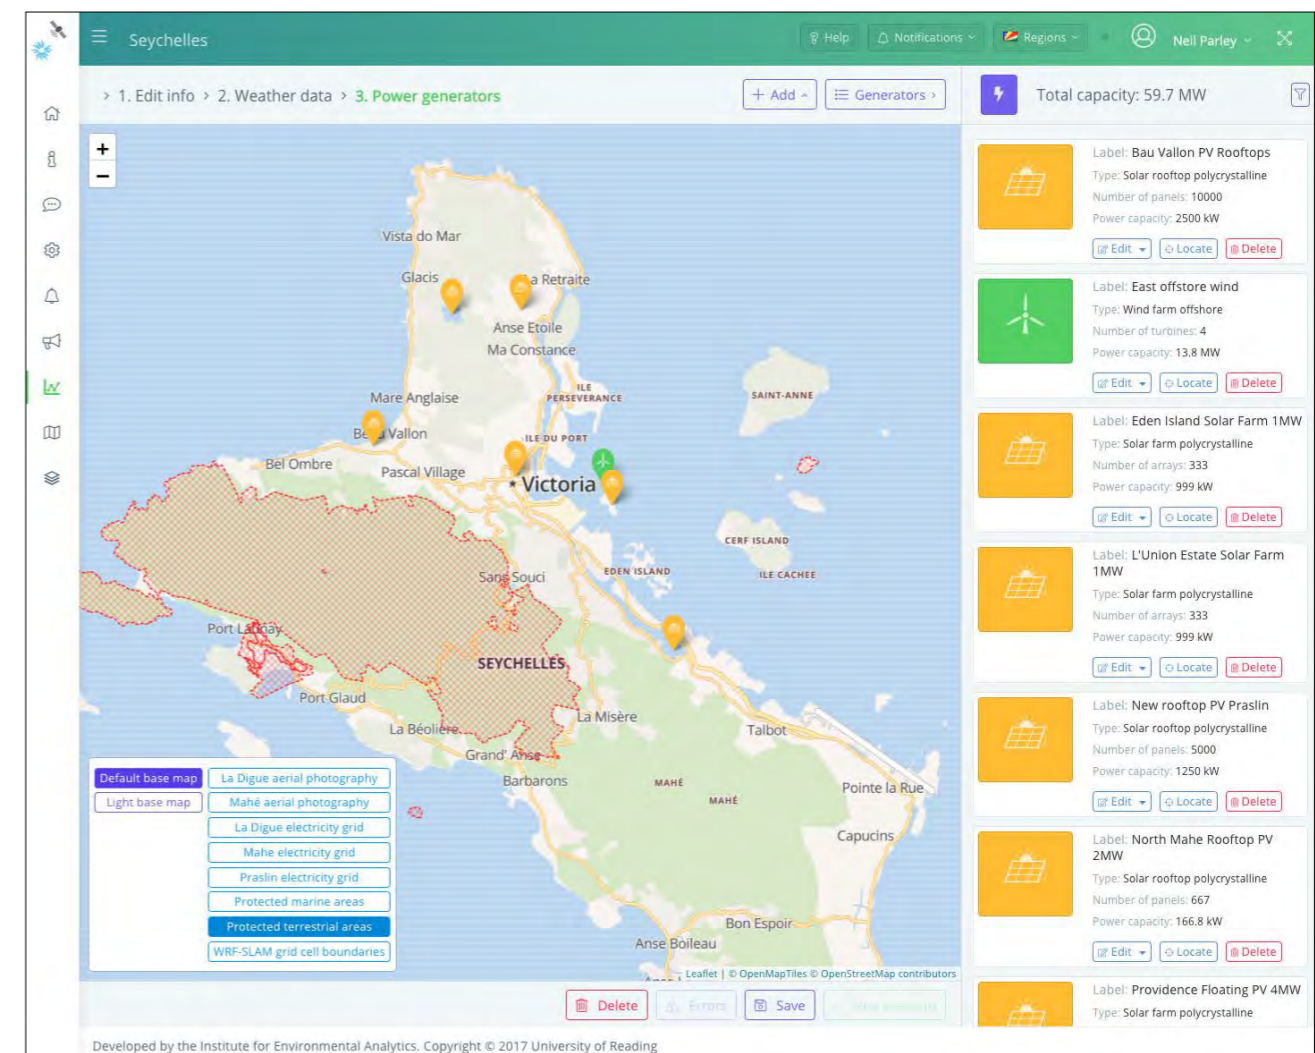 Seychelles
Help
Notifications
Regions
Neil Parley
1. Edit info > 2. Weather data > 3. Power generators
+ Add
Generators
Total capacity: 59.7 MW
+
−
Vista do Mar
Glacis
a Retraite
Anse Etoile
Ma Constance
ILE
PERSEVERANCE
SAINT-ANNE
Mare Anglaise
Be Vallon
ILE DU PORT
Bel Ombre
Pascal Village
Victoria
CERF ISLAND
EDEN ISLAND
ILE CACHEE
Sans Souci
Port Launay
SEYCHELLES
Port Glaud
La Misère
La Béolière
Talbot
Grand' Anse
Barbarons
MAHÉ
MAHÉ
Pointe la Rue
Capucins
Bon Espoir
Anse Boileau
Default base map
Light base map
La Digue aerial photography
Mahé aerial photography
La Digue electricity grid
Mahe electricity grid
Praslin electricity grid
Protected marine areas
Protected terrestrial areas
WRF-SLAM grid cell boundaries
Leaflet | © OpenMapTiles © OpenStreetMap contributors
Delete
Errors
Save
Label: Bau Vallon PV Rooftops
Type: Solar rooftop polycrystalline
Number of panels: 10000
Power capacity: 2500 kW
Edit
Locate
Delete
Label: East offstore wind
Type: Wind farm offshore
Number of turbines: 4
Power capacity: 13.8 MW
Edit
Locate
Delete
Label: Eden Island Solar Farm 1MW
Type: Solar farm polycrystalline
Number of arrays: 333
Power capacity: 999 kW
Edit
Locate
Delete
Label: L'Union Estate Solar Farm
1MW
Type: Solar farm polycrystalline
Number of arrays: 333
Power capacity: 999 kW
Edit
Locate
Delete
Label: New rooftop PV Praslin
Type: Solar rooftop polycrystalline
Number of panels: 5000
Power capacity: 1250 kW
Edit
Locate
Delete
Label: North Mahe Rooftop PV
2MW
Type: Solar rooftop polycrystalline
Number of panels: 667
Power capacity: 166.8 kW
Edit
Locate
Delete
Label: Providence Floating PV 4MW
Type: Solar farm polycrystalline
Developed by the Institute for Environmental Analytics. Copyright © 2017 University of Reading